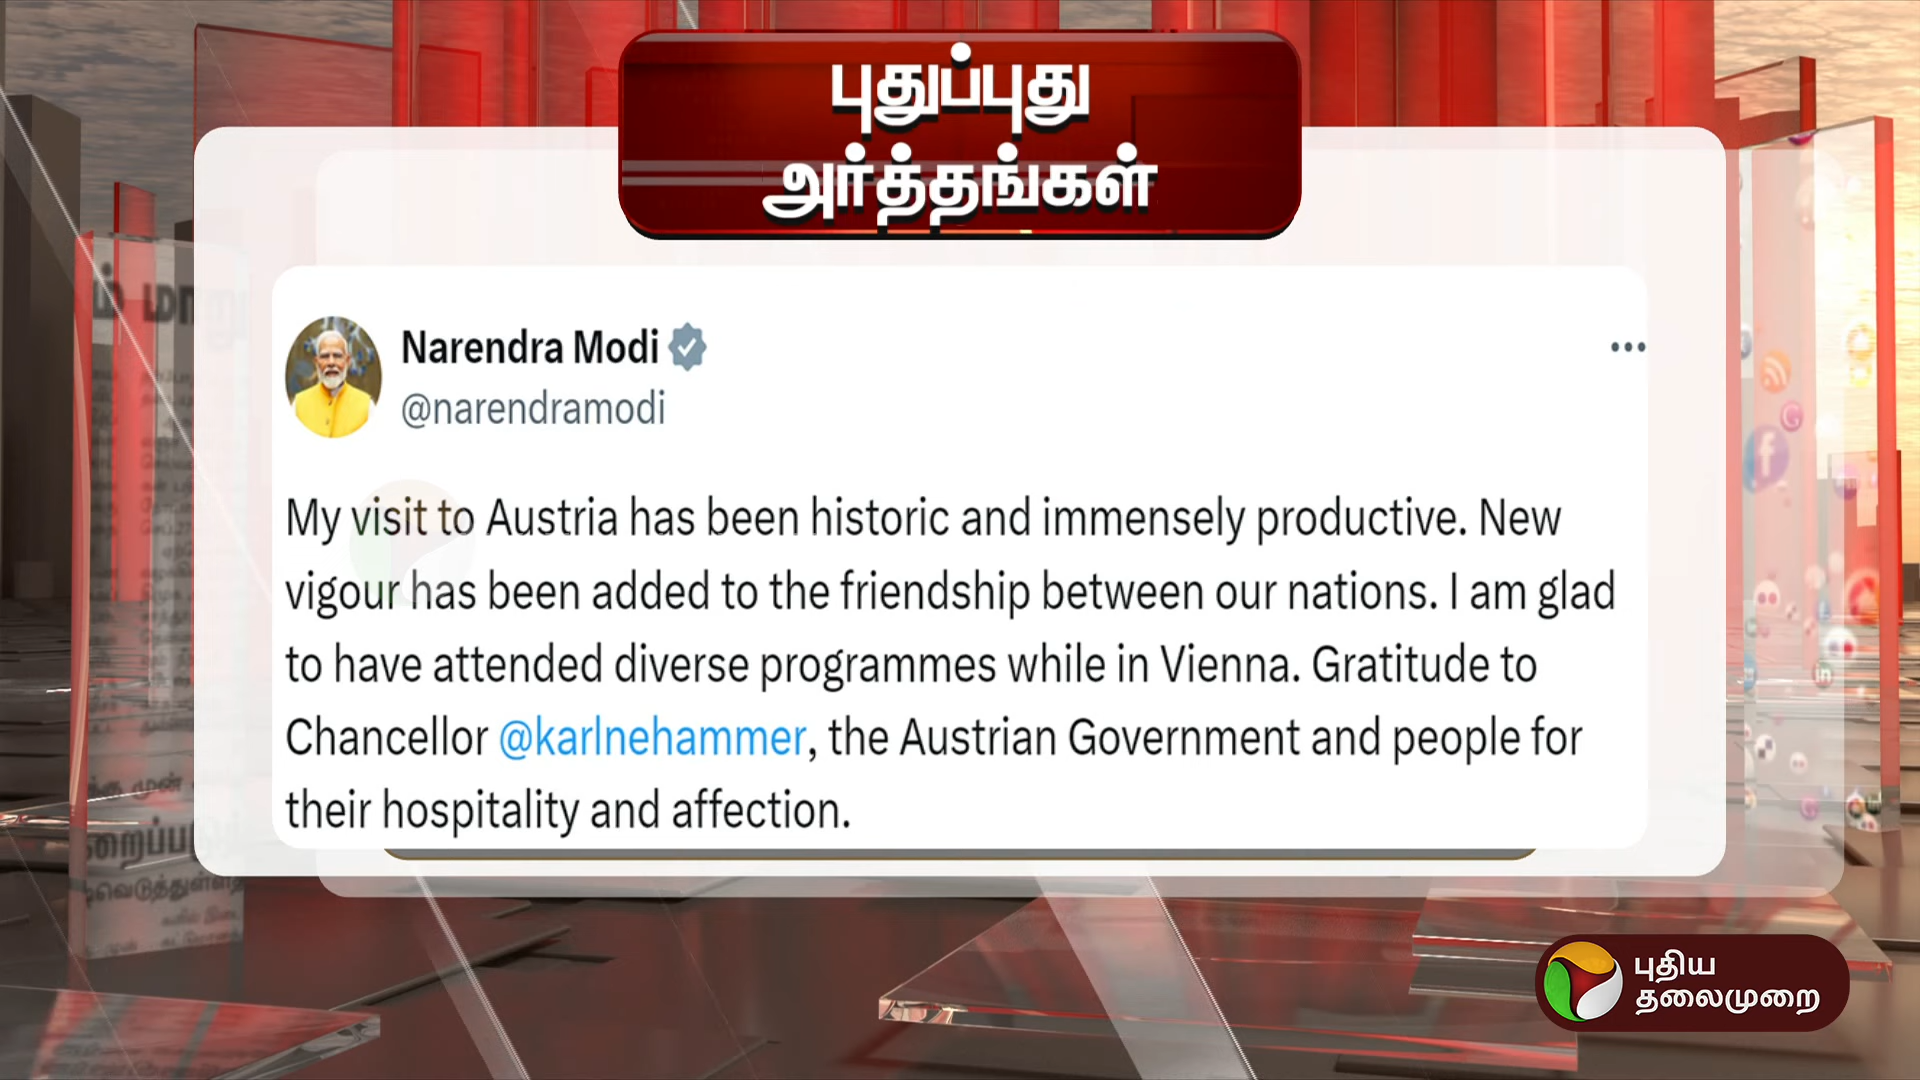 புதுப்புது
அர்த்தங்கள்
Narendra Modi
@narendramodi
My visit to Austria has been historic and immensely productive. New
vigour has been added to the friendship between our nations. I am glad
to have attended diverse programmes while in Vienna. Gratitude to
Chancellor @karlnehammer, the Austrian Government and people for
their hospitality and affection.
புதிய
தலைமுறை